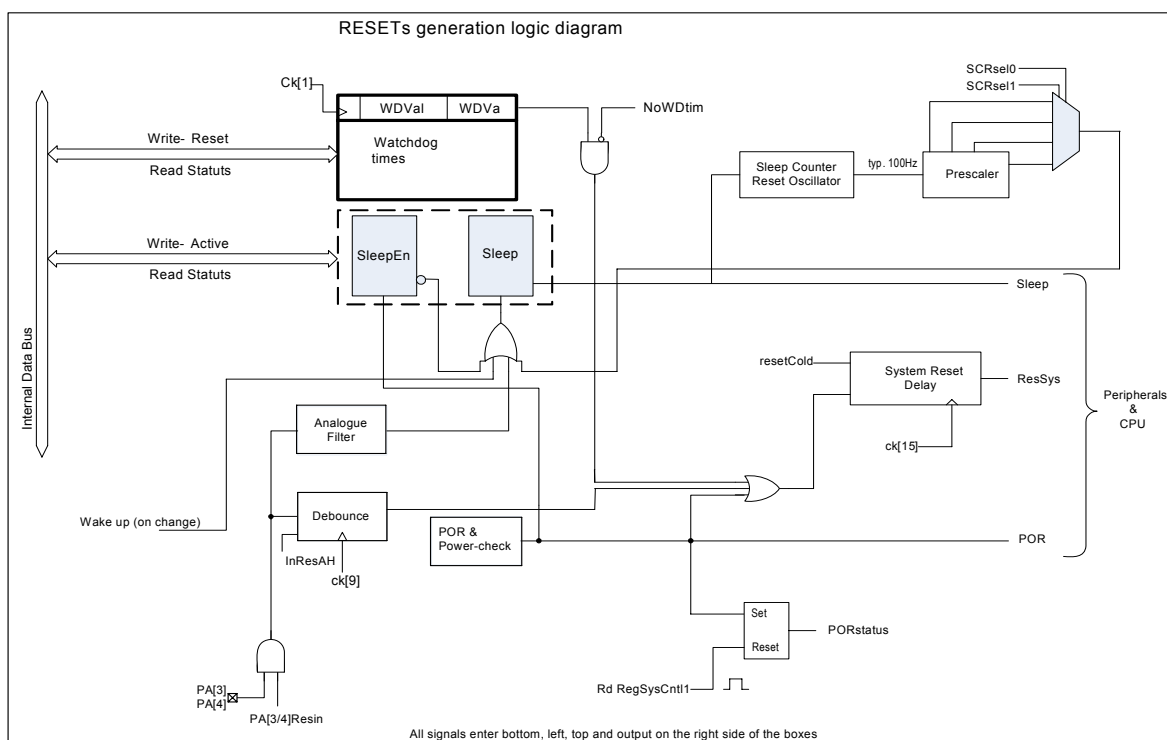 RESETs generation logic diagram
Ck[1]
WDVal
WDVa
Watchdog
times
NoWDtim
SCRsel0
SCRsel1
Write- Reset
Read Statuts
Sleep Counter
Reset Oscillator
typ. 100Hz
Prescaler
Write- Active
Read Statuts
SleepEn
Sleep
Sleep
Internal Data Bus
resetCold
System Reset
Delay
ResSys
ck[15]
Peripherals
&
CPU
Analogue
Filter
Wake up (on change)
Debounce
InResAH
ck[9]
POR &
Power-check
POR
Set
Reset
PORstatus
Rd RegSysCntl1
PA[3]
PA[4]
PA[3/4]Resin
All signals enter bottom, left, top and output on the right side of the boxes